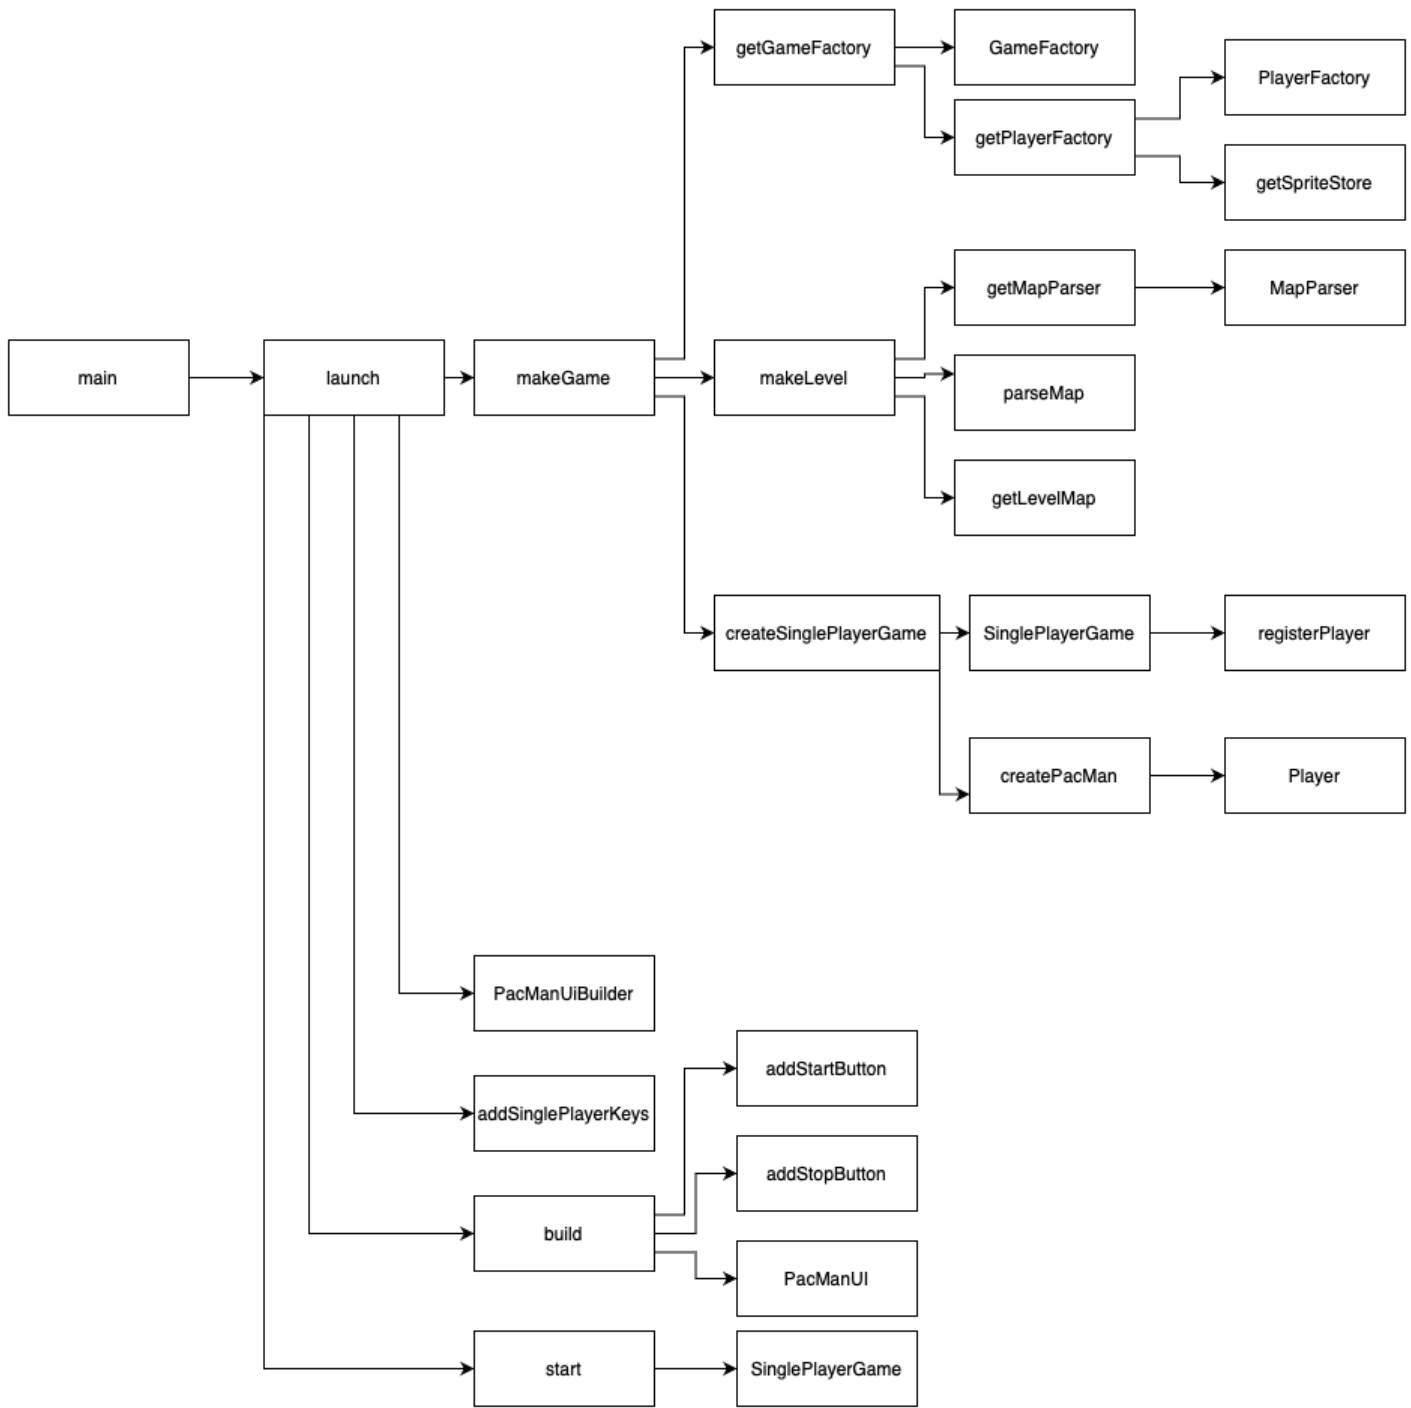 getGameFactory
GameFactory
PlayerFactory
getPlayerFactory
getSpriteStore
getMapParser
MapParser
main
launch
makeGame
makeLevel
parseMap
getLevelMap
createSinglePlayerGame
SinglePlayerGame
registerPlayer
createPacMan
Player
PacManUiBuilder
addStartButton
addSinglePlayerKeys
addStopButton
build
PacManUI
start
SinglePlayerGame